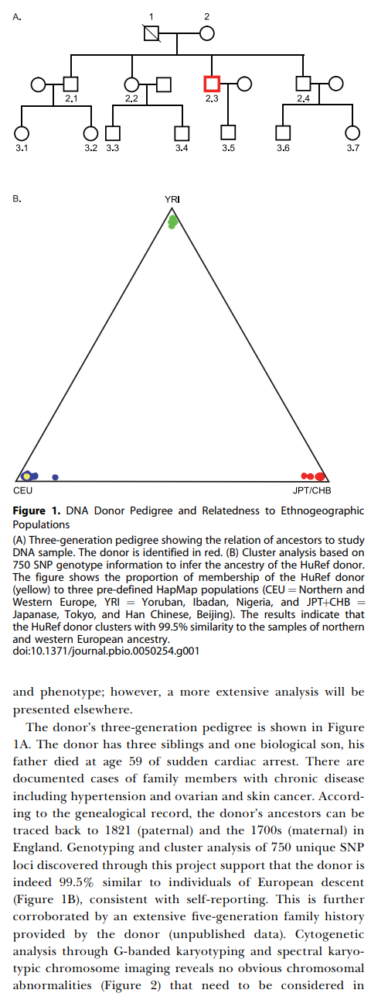 A.
1 2
2.1 2.2 2.3 2.4
3.1 3.2 3.3 3.4 3.5 3.6 3.7
B.
YRI
CEU JPT/CHB
Figure 1. DNA Donor Pedigree and Relatedness to Ethnogeographic
Populations
(A) Three-generation pedigree showing the relation of ancestors to study
DNA sample. The donor is identified in red. (B) Cluster analysis based on
750 SNP genotype information to infer the ancestry of the HuRef donor.
The figure shows the proportion of membership of the HuRef donor
(yellow) to three pre-defined HapMap populations (CEU = Northern and
Western Europe, YRI = Yoruban, Ibadan, Nigeria, and JPT+CHB =
Japanase, Tokyo, and Han Chinese, Beijing). The results indicate that
the HuRef donor clusters with 99.5% similarity to the samples of northern
and western European ancestry.
doi:10.1371/journal.pbio.0050254.g001
and phenotype; however, a more extensive analysis will be
presented elsewhere.
The donor's three-generation pedigree is shown in Figure
1A. The donor has three siblings and one biological son, his
father died at age 59 of sudden cardiac arrest. There are
documented cases of family members with chronic disease
including hypertension and ovarian and skin cancer. Accord-
ing to the genealogical record, the donor's ancestors can be
traced back to 1821 (paternal) and the 1700s (maternal) in
England. Genotyping and cluster analysis of 750 unique SNP
loci discovered through this project support that the donor is
indeed 99.5% similar to individuals of European descent
(Figure 1B), consistent with self-reporting. This is further
corroborated by an extensive five-generation family history
provided by the donor (unpublished data). Cytogenetic
analysis through G-banded karyotyping and spectral karyo-
typic chromosome imaging reveals no obvious chromosomal
abnormalities (Figure 2) that need to be considered in